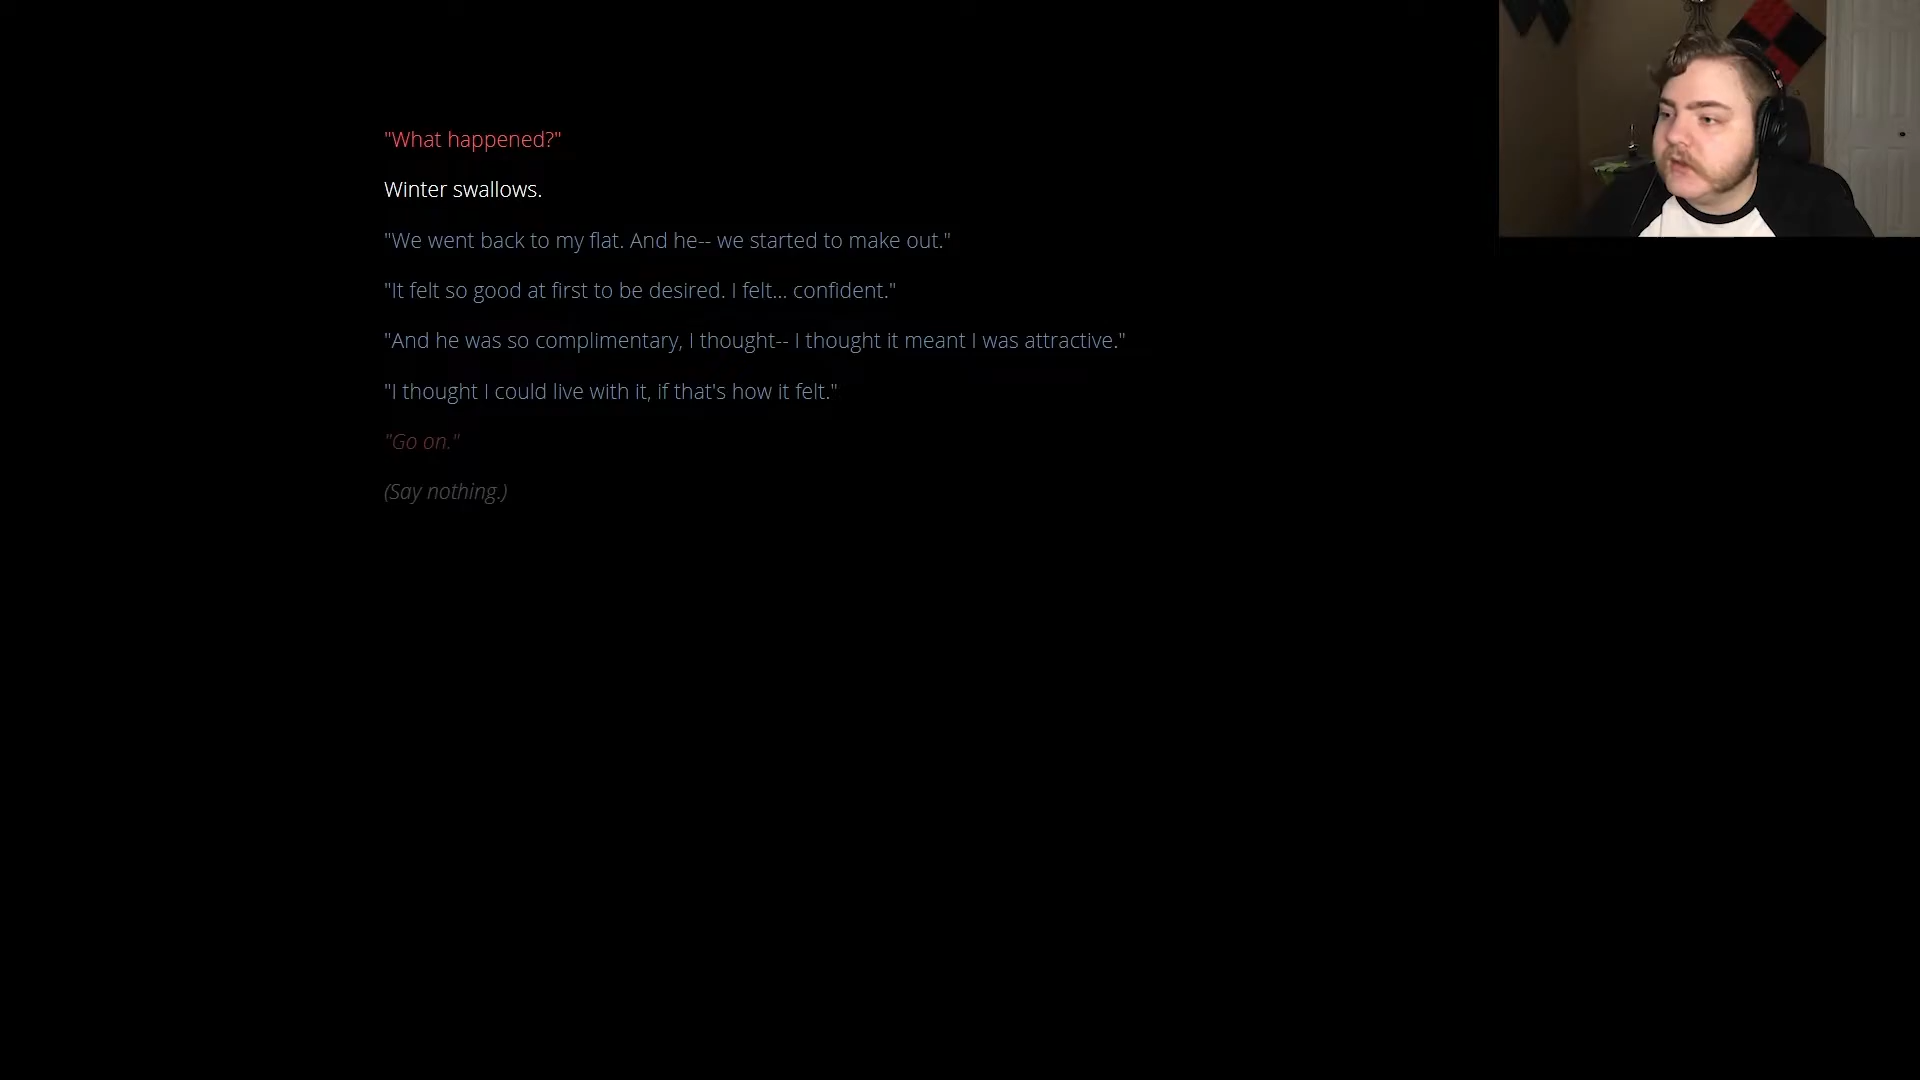 "What happened?"
Winter swallows.
"We went back to my flat. And he-- we started to make out."
"It felt so good at first to be desired. I felt... confident."
"And he was so complimentary, I thought-- I thought it meant I was attractive."
"I thought I could live with it, if that's how it felt."
"Go on."
(Say nothing.)